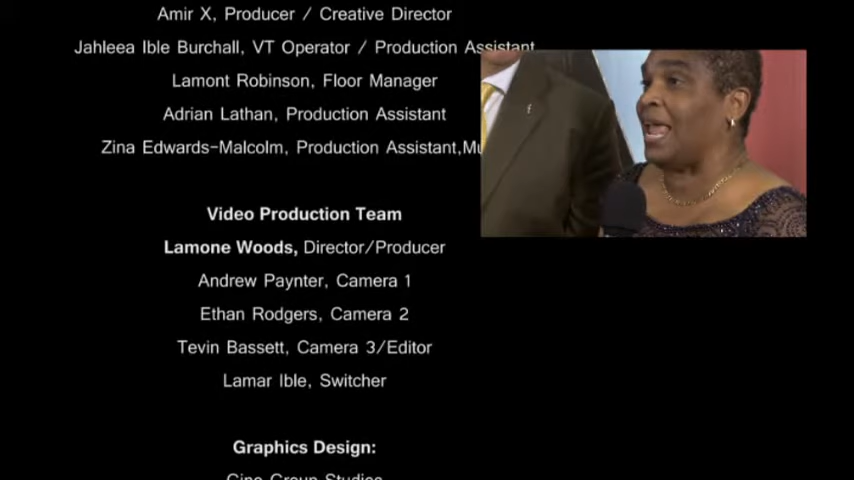 Amir X, Producer / Creative Director
Jahleea Ible Burchall, VT Operator / Production Assistant
Lamont Robinson, Floor Manager
Adrian Lathan, Production Assistant
Zina Edwards-Malcolm, Production Assistant,
Video Production Team
Lamone Woods, Director/Producer
Andrew Paynter, Camera 1
Ethan Rodgers, Camera 2
Tevin Bassett, Camera 3/Editor
Lamar Ible, Switcher
Graphics Design:
Group Studios